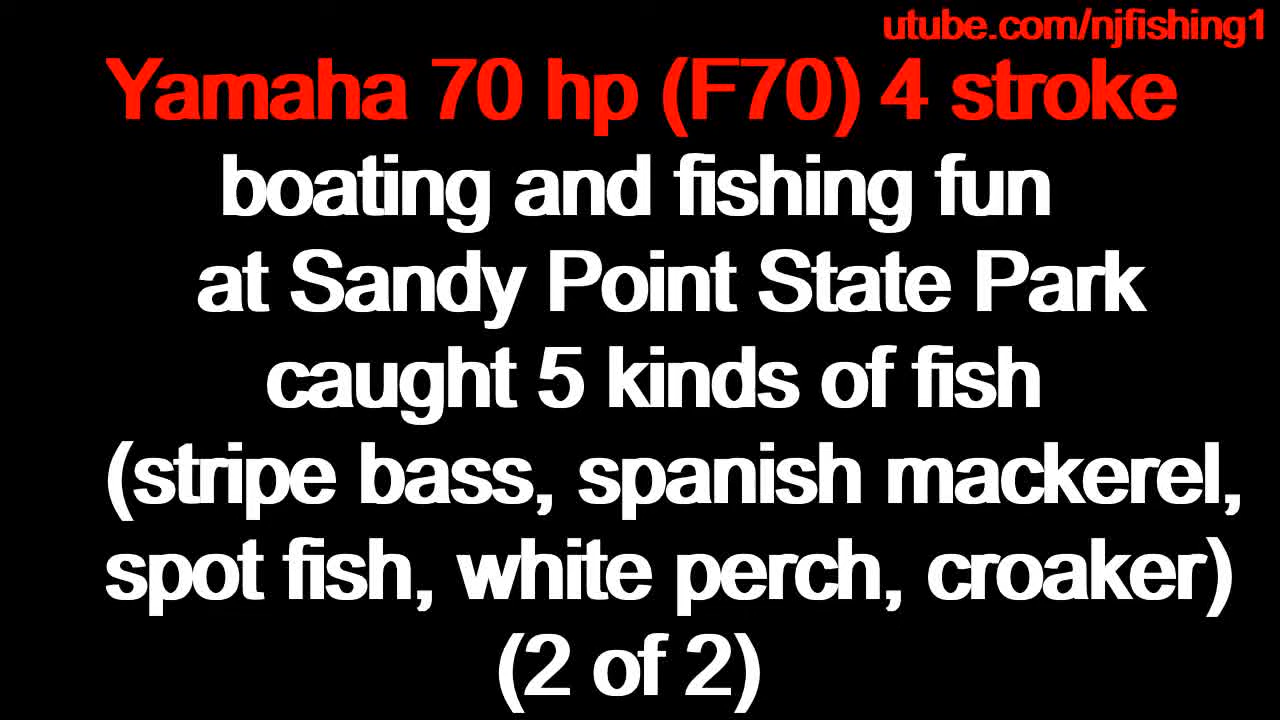 utube.com/njfishing1
Yamaha 70 hp (F70) 4 stroke
boating and fishing fun
at Sandy Point State Park
caught 5 kinds of fish
(stripe bass, spanish mackerel,
spot fish, white perch, croaker)
(2 of 2)